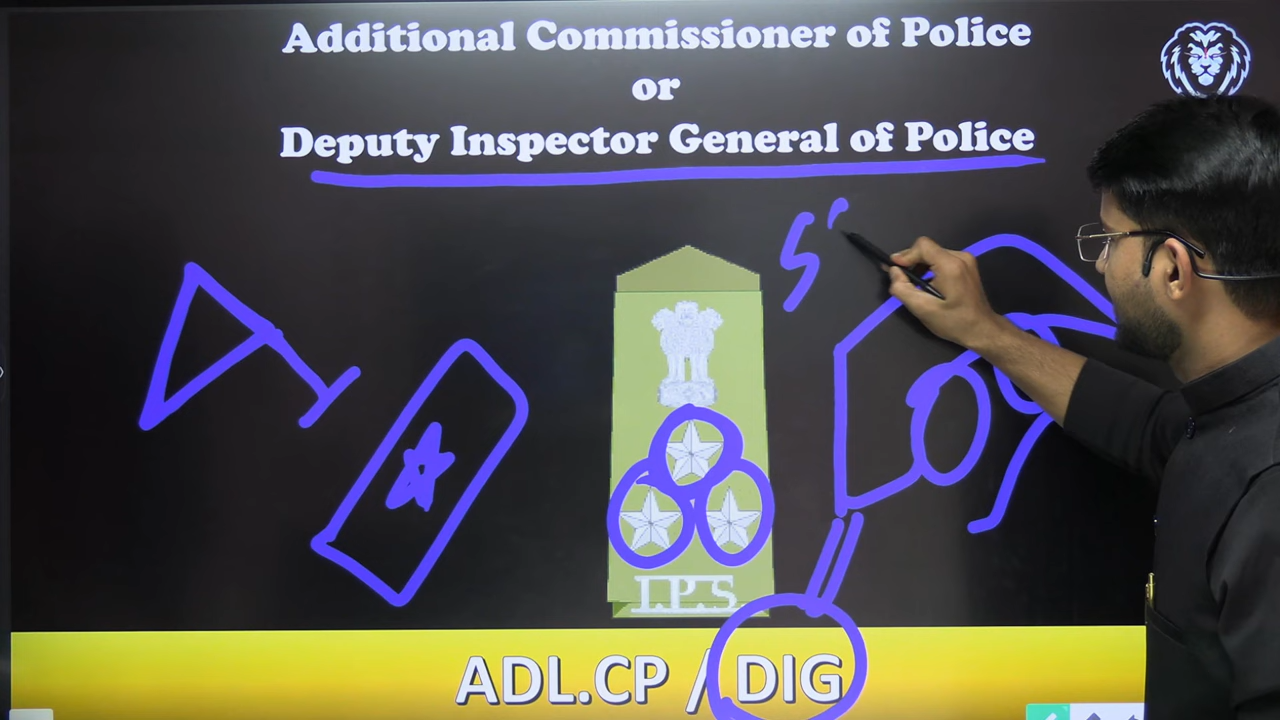 Additional Commissioner of Police
or
Deputy Inspector General of Police
I.P.S
ADL.CP / DIG